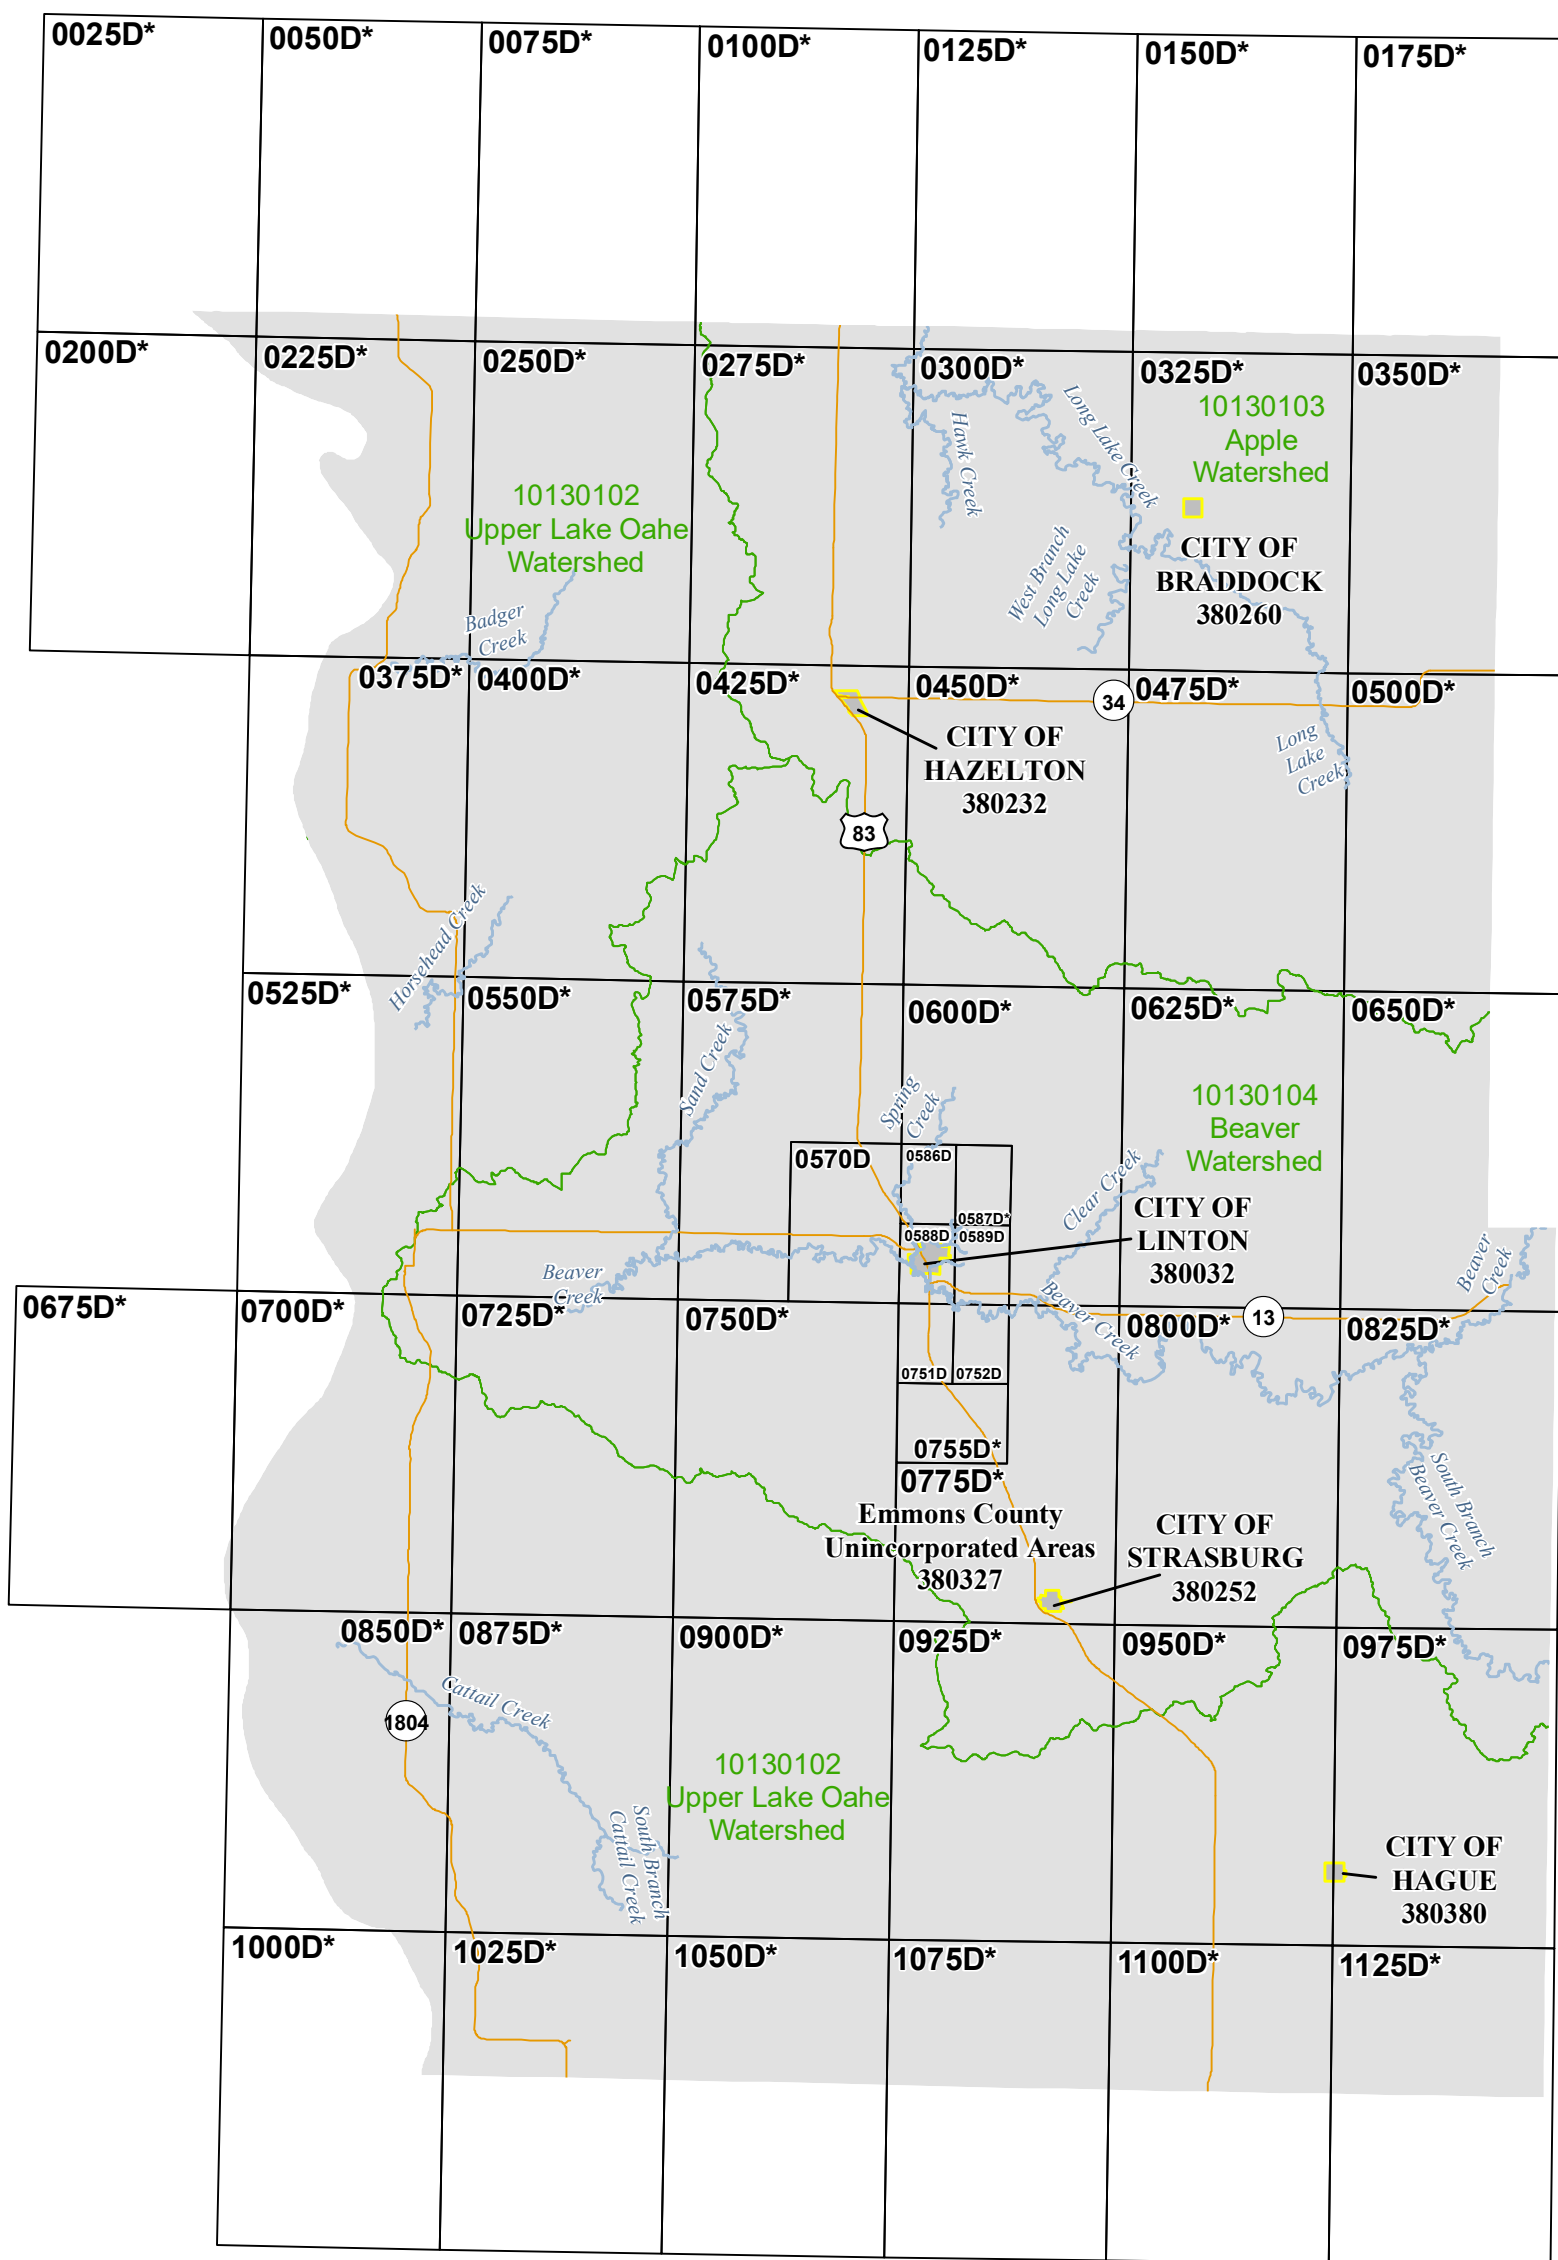 0025D*
0050D*
0075D*
0100D*
0125D*
0150D*
0175D*
0200D*
0225D*
0250D*
0275D*
0300D*
0325D*
0350D*
10130103
Apple
Watershed
Long Lake Creek
Hawk Creek
10130102
Upper Lake Oahe
Watershed
West Branch
Long Lake
Creek
CITY OF
BRADDOCK
380260
Badger
Creek
0375D*
0400D*
0425D*
0450D*
0475D*
0500D*
34
CITY OF
HAZELTON
380232
Long
Lake
Creek
83
Horsehead Creek
0525D*
0550D*
0575D*
0600D*
0625D*
0650D*
Sand Creek
Spring
Creek
10130104
Beaver
Watershed
0570D
0586D
0587D*
0588D
0589D
Clear Creek
CITY OF
LINTON
380032
Beaver
Creek
Beaver
Creek
Beaver Creek
0675D*
0700D*
0725D*
0750D*
0800D*
13
0825D*
0751D
0752D
0755D*
0775D*
Emmons County
Unincorporated Areas
380327
South Branch
Beaver Creek
CITY OF
STRASBURG
380252
0850D*
0875D*
0900D*
0925D*
0950D*
0975D*
Cattail Creek
1804
10130102
Upper Lake Oahe
Watershed
South Branch
Cattail Creek
CITY OF
HAGUE
380380
1000D*
1025D*
1050D*
1075D*
1100D*
1125D*